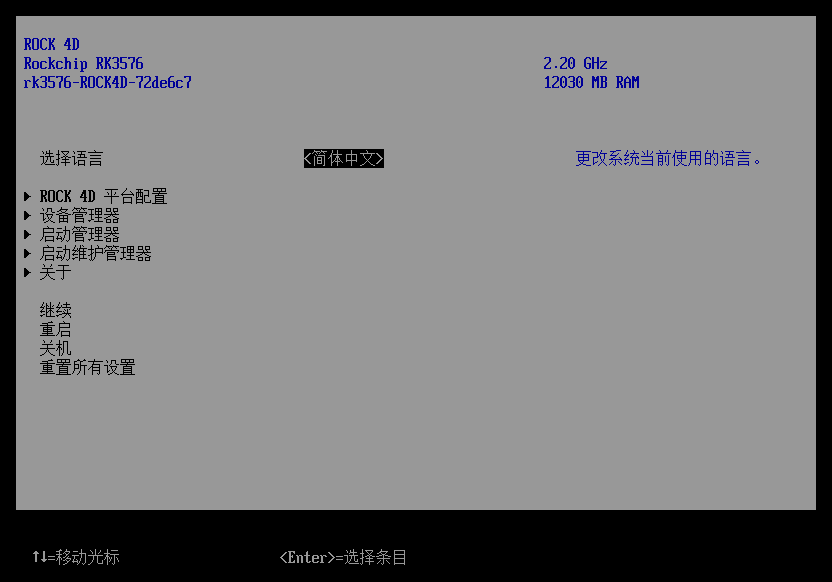 ROCK 4D
Rockchip RK3576 2.20 GHz
rk3576-ROCK4D-72de6c7 12030 MB RAM
选择语言 <简体中文> 更改系统当前使用的语言。
ROCK 4D 平台配置
设备管理器
启动管理器
启动维护管理器
关于
继续
重启
关机
重置所有设置
↑↓=移动光标 <Enter>=选择条目